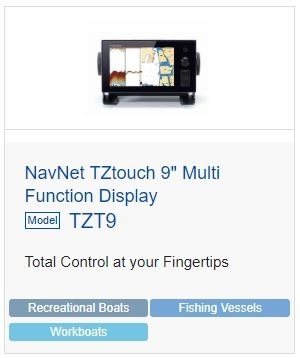 NavNet TZtouch 9" Multi
Function Display
Model TZT9
Total Control at your Fingertips
Recreational Boats Fishing Vessels
Workboats